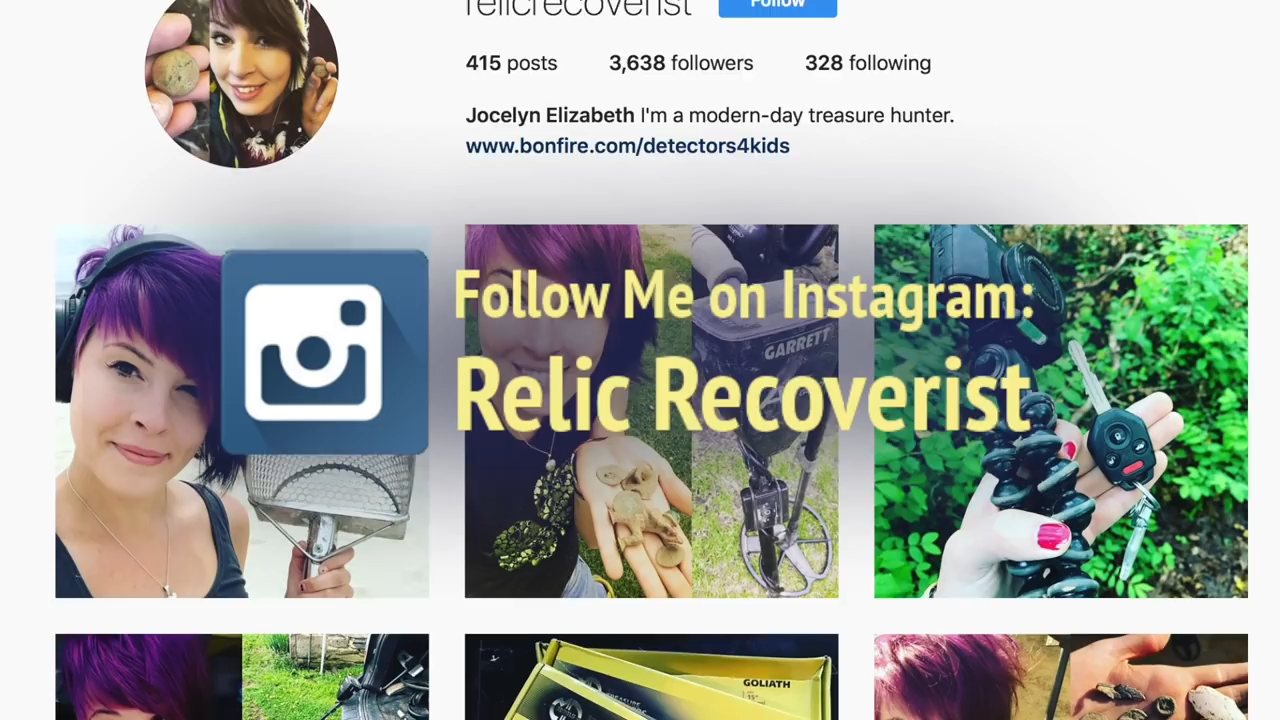 relicrecoverist Follow
415 posts 3,638 followers 328 following
Jocelyn Elizabeth I'm a modern-day treasure hunter.
www.bonfire.com/detectors4kids
Follow Me on Instagram:
Relic Recoverist
GARRETT
GOLIATH
15"